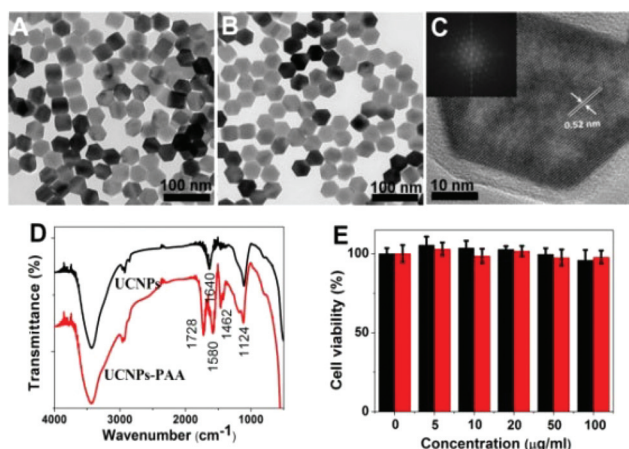 A
B
C
100 nm
100 nm
0.52 nm
10 nm
D
E
Transmittance (%)
UCNPs
UCNPs-PAA
1728
1640
1580
1462
1124
4000 3000 2000 1000
Wavenumber (cm-1)
Cell viability (%)
100
50
0
0 5 10 20 50 100
Concentration (μg/ml)